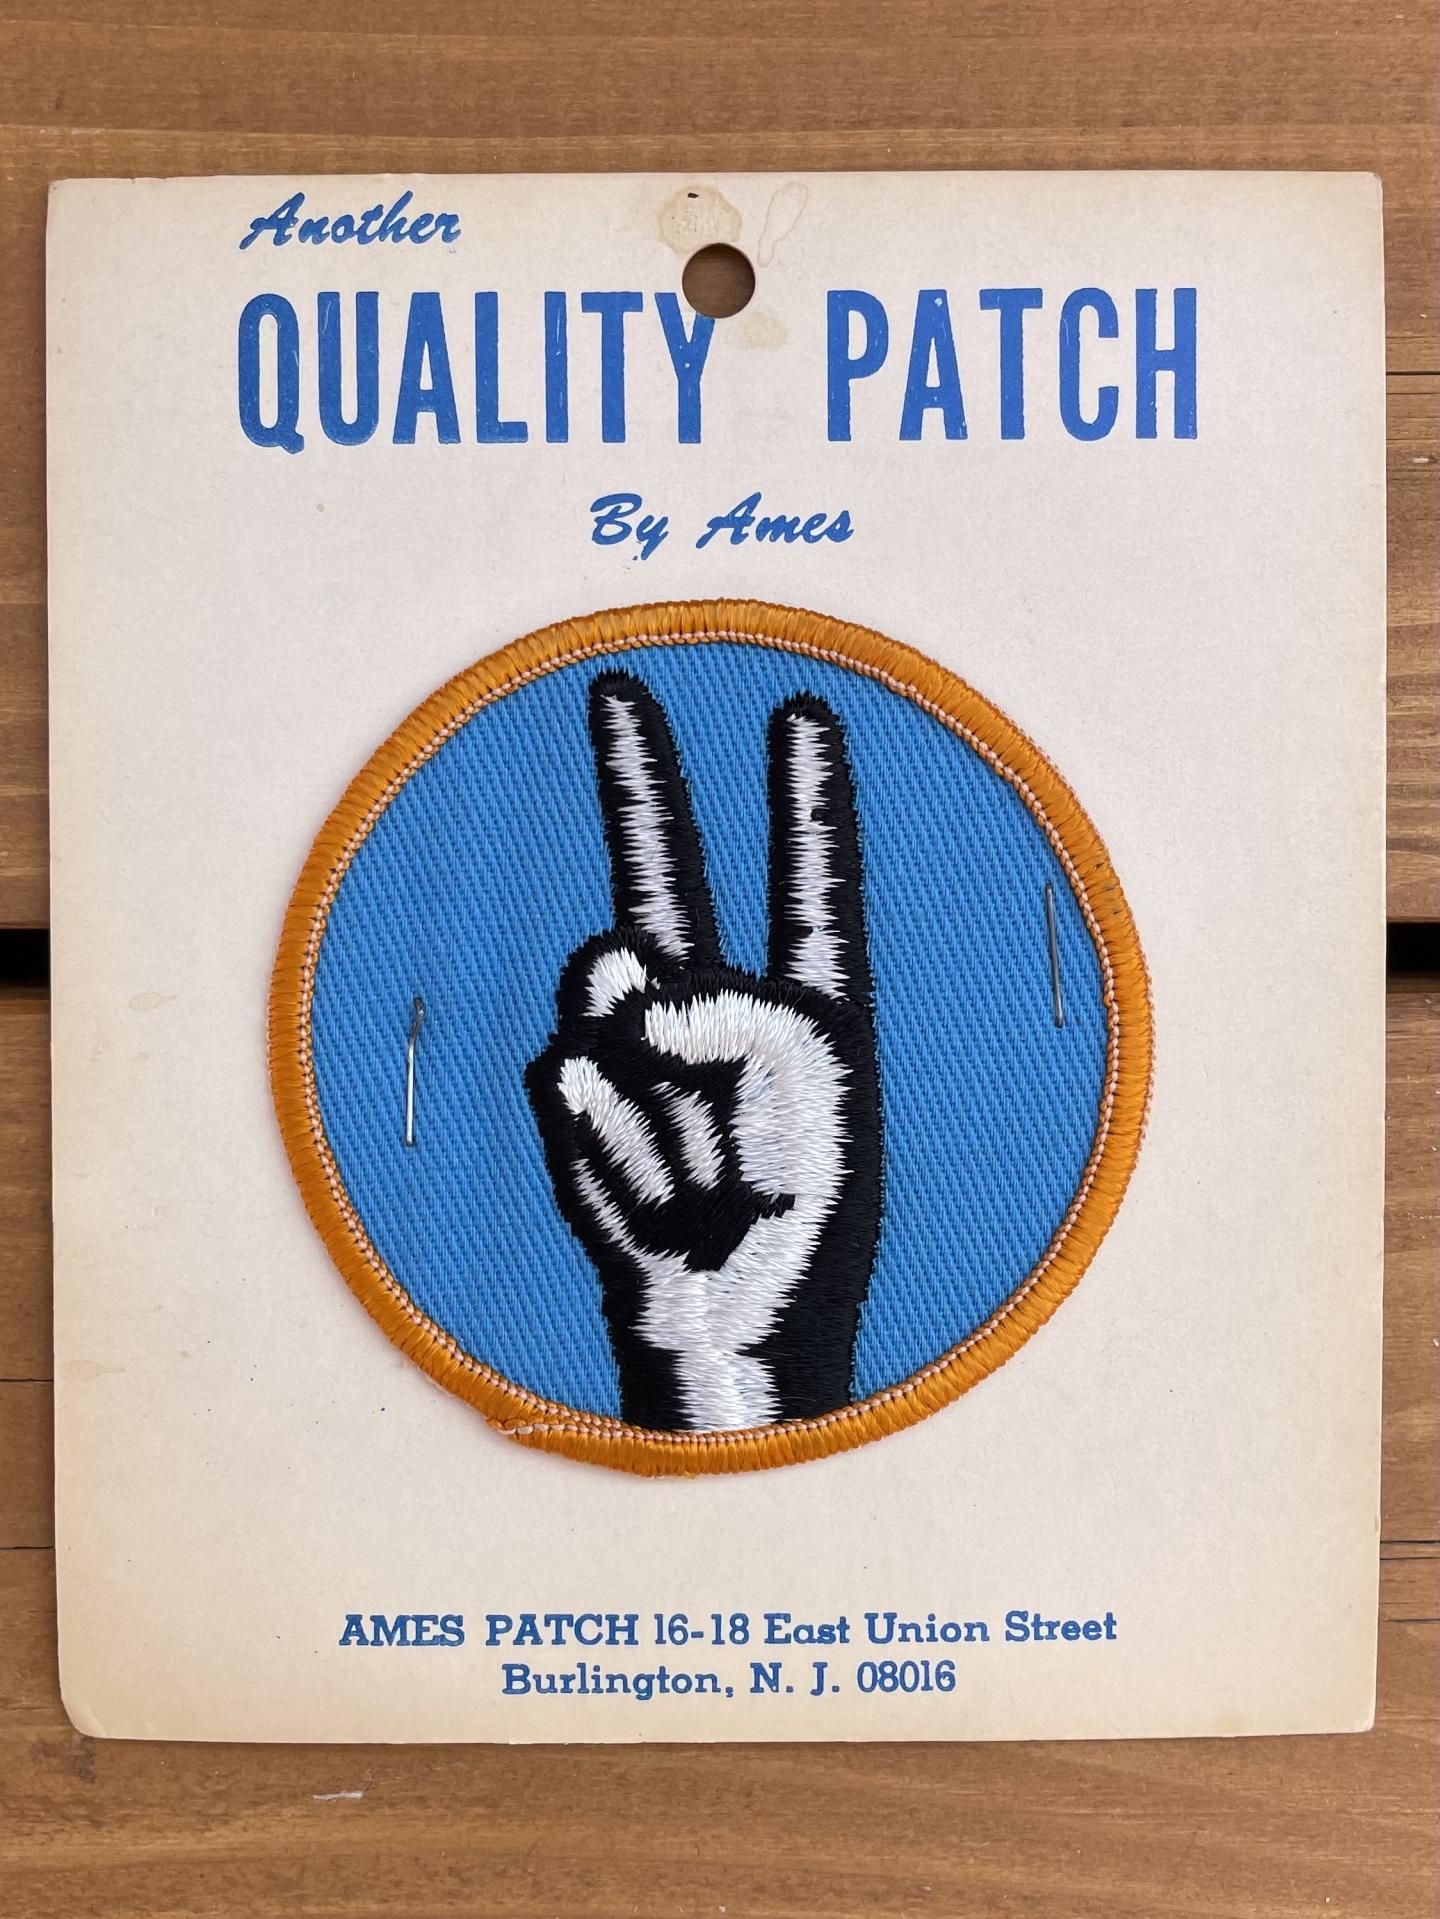 Another
QUALITY PATCH
By Ames
AMES PATCH 16-18 East Union Street
Burlington, N. J. 08016